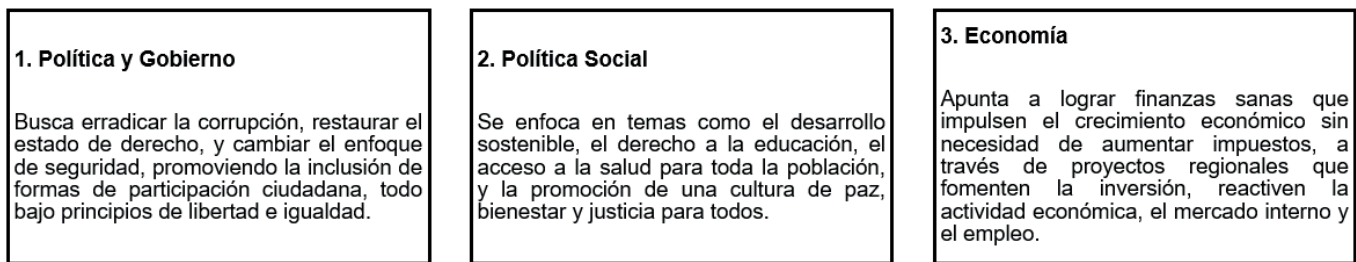 1. Política y Gobierno
Busca erradicar la corrupción, restaurar el
estado de derecho, y cambiar el enfoque
de seguridad, promoviendo la inclusión de
formas de participación ciudadana, todo
bajo principios de libertad e igualdad.
2. Política Social
Se enfoca en temas como el desarrollo
sostenible, el derecho a la educación, el
acceso a la salud para toda la población,
y la promoción de una cultura de paz,
bienestar y justicia para todos.
3. Economía
Apunta a lograr finanzas sanas que
impulsen el crecimiento económico sin
necesidad de aumentar impuestos, a
través de proyectos regionales que
fomenten la inversión, reactiven la
actividad económica, el mercado interno y
el empleo.